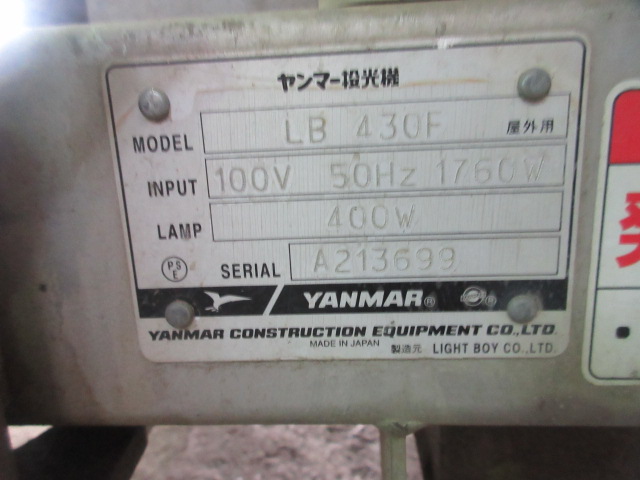 ヤンマー投光機
MODEL LB 430F 屋外用
INPUT 100V 50Hz 1760W
LAMP 400W
PSE SERIAL A213699
YANMAR®
YANMAR CONSTRUCTION EQUIPMENT CO.,LTD.
MADE IN JAPAN 製造元 LIGHT BOY CO.,LTD.